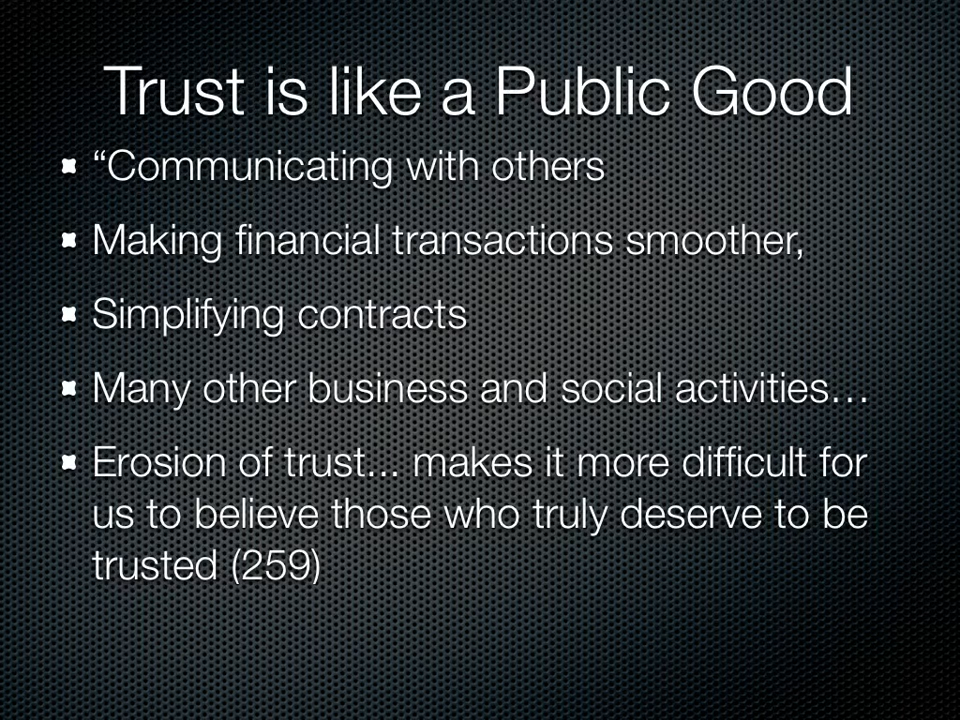 Trust is like a Public Good
“Communicating with others
Making financial transactions smoother,
Simplifying contracts
Many other business and social activities…
Erosion of trust... makes it more difficult for
us to believe those who truly deserve to be
trusted (259)